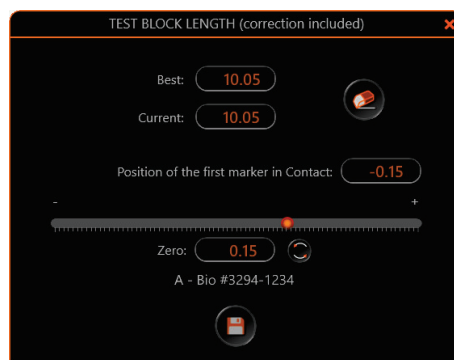 TEST BLOCK LENGTH (correction included)
Best: 10.05
Current: 10.05
Position of the first marker in Contact: -0.15
- +
Zero: 0.15
A - Bio #3294-1234